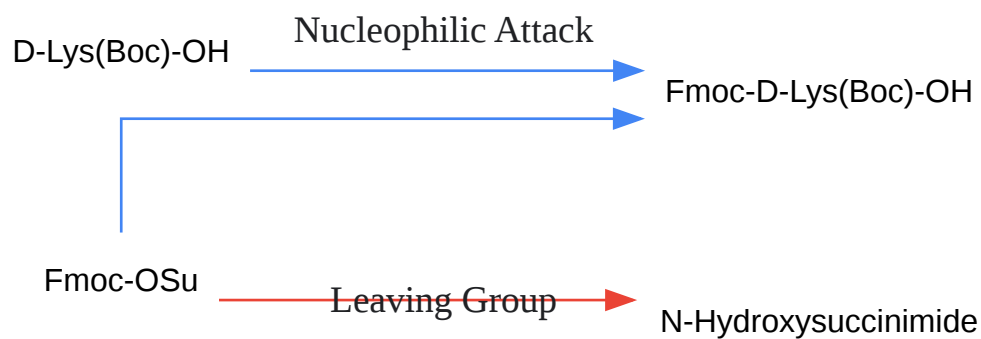 Nucleophilic Attack
D-Lys(Boc)-OH
Fmoc-D-Lys(Boc)-OH
Fmoc-OSu
Leaving Group
N-Hydroxysuccinimide